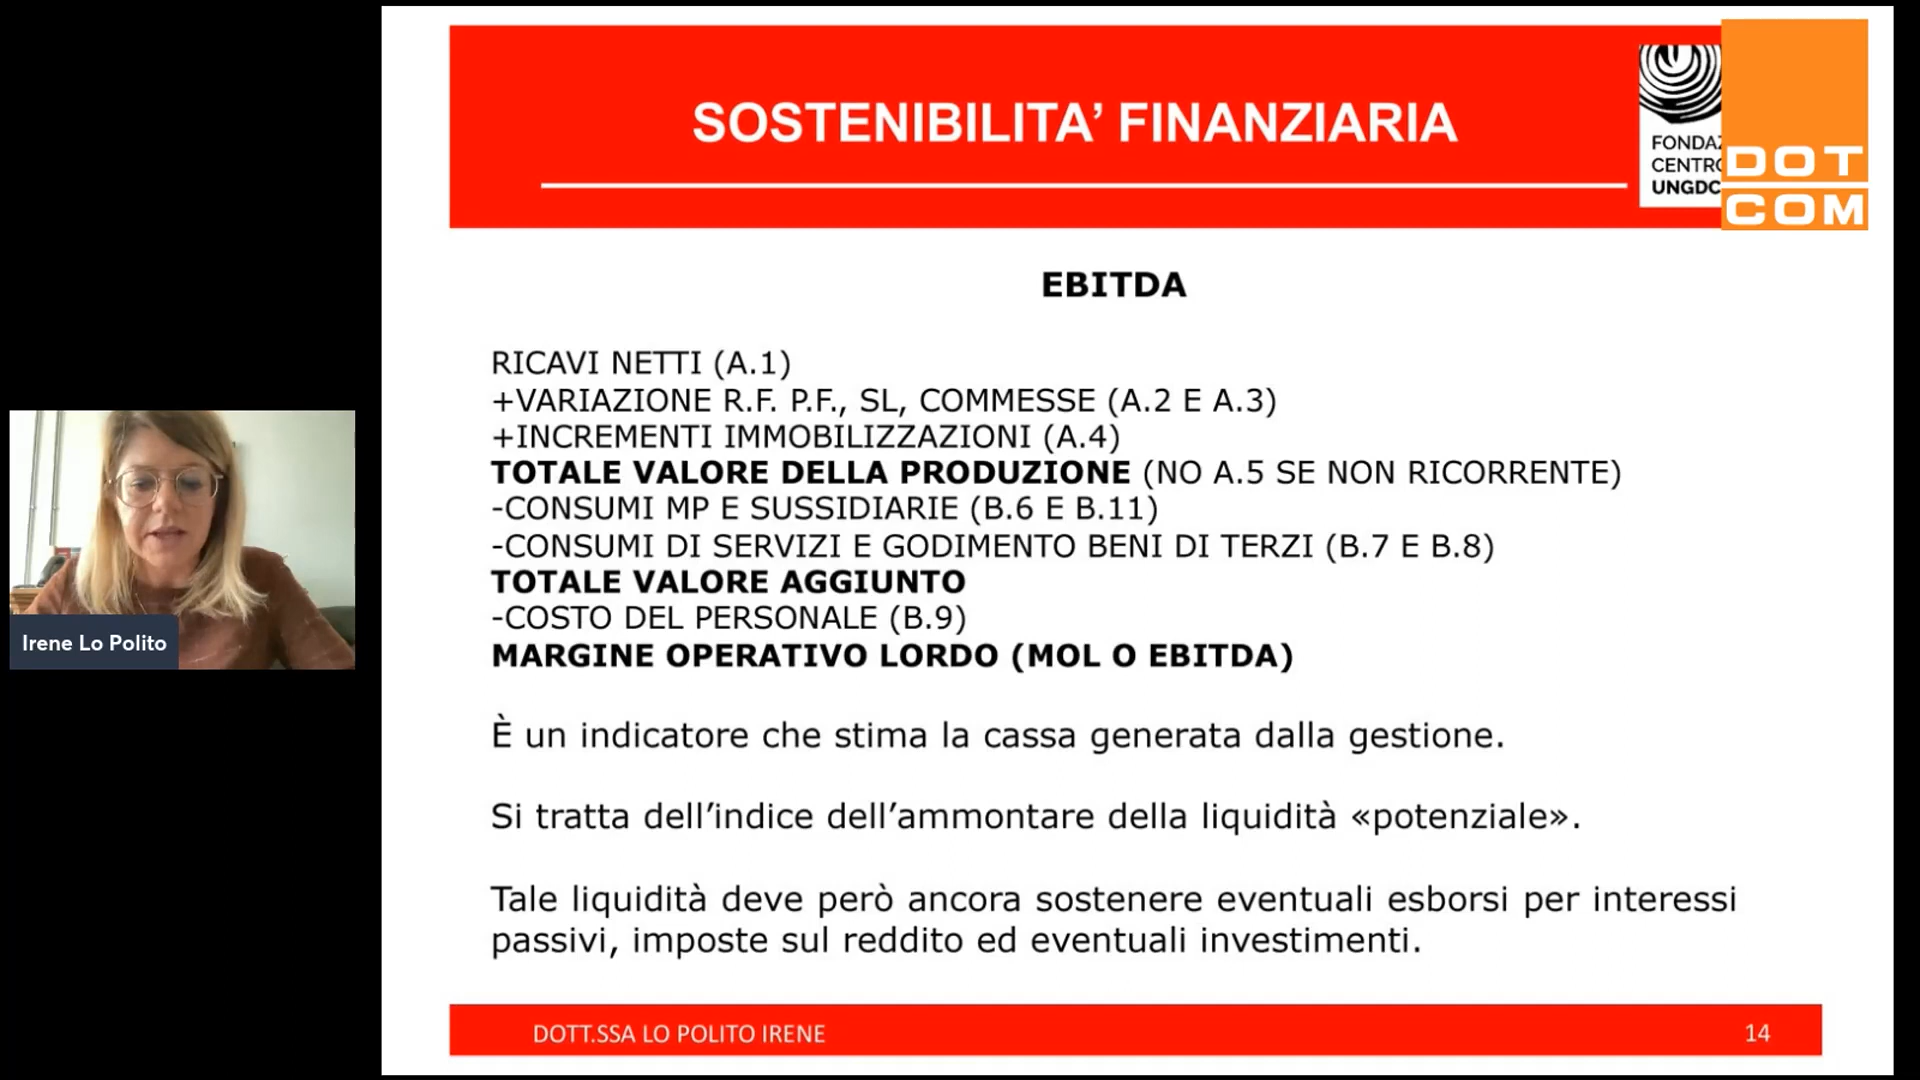 SOSTENIBILITA’ FINANZIARIA
FONDAZ
CENTRO
UNGDC
DOT
COM
EBITDA
RICAVI NETTI (A.1)
+VARIAZIONE R.F. P.F., SL, COMMESSE (A.2 E A.3)
+INCREMENTI IMMOBILIZZAZIONI (A.4)
TOTALE VALORE DELLA PRODUZIONE (NO A.5 SE NON RICORRENTE)
-CONSUMI MP E SUSSIDIARIE (B.6 E B.11)
-CONSUMI DI SERVIZI E GODIMENTO BENI DI TERZI (B.7 E B.8)
TOTALE VALORE AGGIUNTO
-COSTO DEL PERSONALE (B.9)
MARGINE OPERATIVO LORDO (MOL O EBITDA)
È un indicatore che stima la cassa generata dalla gestione.
Si tratta dell’indice dell’ammontare della liquidità «potenziale».
Tale liquidità deve però ancora sostenere eventuali esborsi per interessi
passivi, imposte sul reddito ed eventuali investimenti.
Irene Lo Polito
DOTT.SSA LO POLITO IRENE
14